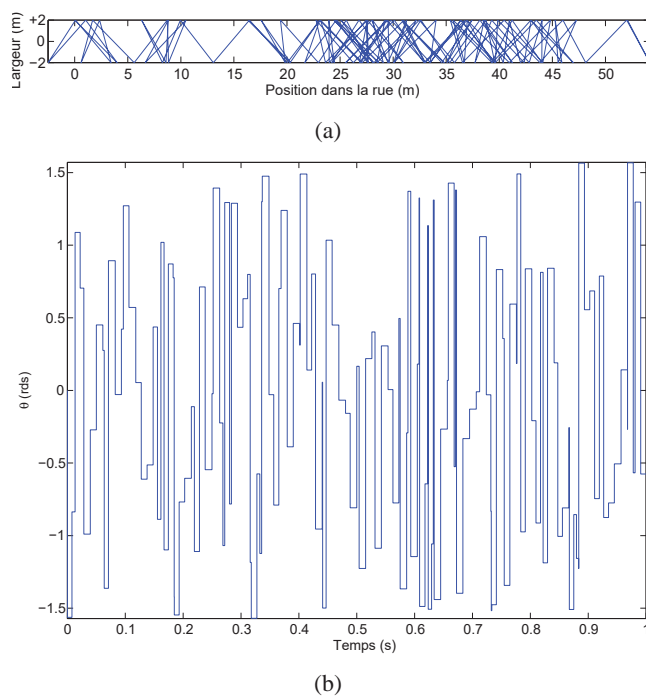 +2
0
−2
Largeur (m)
0 5 10 15 20 25 30 35 40 45 50
Position dans la rue (m)
(a)
1.5
1
0.5
0
−0.5
−1
−1.5
θ (rds)
0 0.1 0.2 0.3 0.4 0.5 0.6 0.7 0.8 0.9 1
Temps (s)
(b)